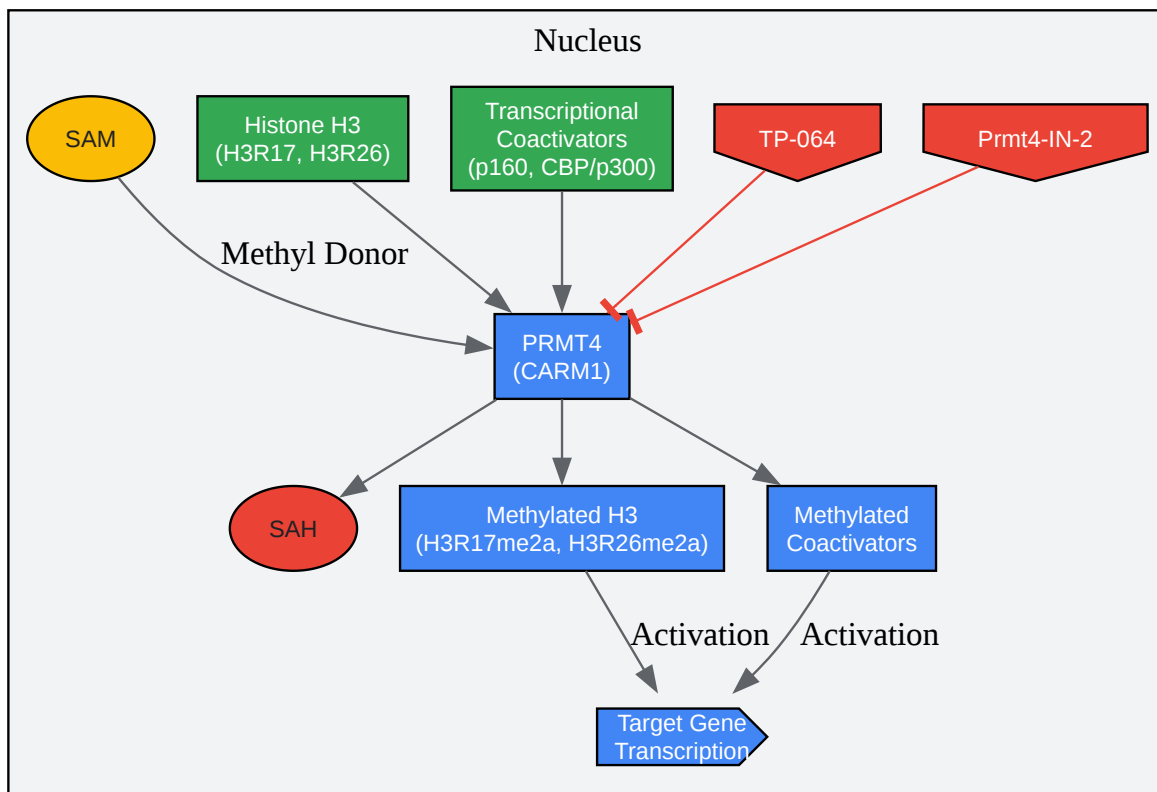 Nucleus
SAM
Histone H3
(H3R17, H3R26)
Transcriptional
Coactivators
(p160, CBP/p300)
TP-064
Prmt4-IN-2
Methyl Donor
PRMT4
(CARM1)
SAH
Methylated H3
(H3R17me2a, H3R26me2a)
Methylated
Coactivators
Activation
Activation
Target Gene
Transcription